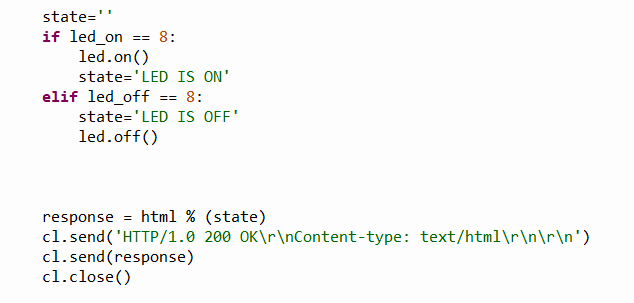 state=''
if led_on == 8:
    led.on()
    state='LED IS ON'
elif led_off == 8:
    state='LED IS OFF'
    led.off()
response = html % (state)
cl.send('HTTP/1.0 200 OK\r\nContent-type: text/html\r\n\r\n')
cl.send(response)
cl.close()